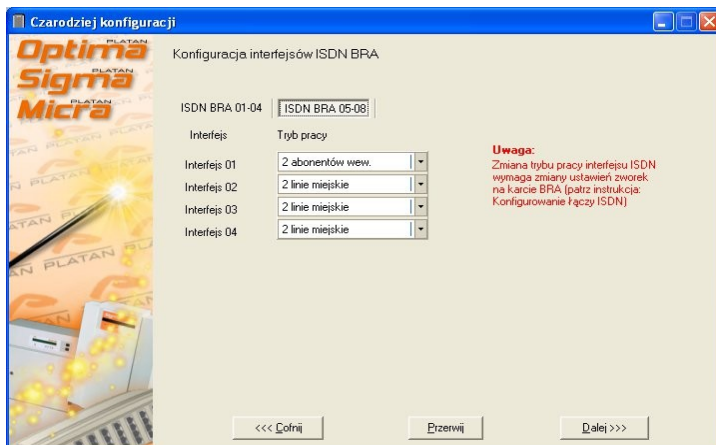 Czarodziej konfiguracji
Optima
PLATAN
Sigma
PLATAN
Micra
PLATAN
Konfiguracja interfejsów ISDN BRA
ISDN BRA 01-04 ISDN BRA 05-08
Interfejs Tryb pracy
Interfejs 01 2 abonentów wew.
Interfejs 02 2 linie miejskie
Interfejs 03 2 linie miejskie
Interfejs 04 2 linie miejskie
Uwaga:
Zmiana trybu pracy interfejsu ISDN
wymaga zmiany ustawień zworek
na karcie BRA (patrz instrukcja:
Konfigurowanie łączy ISDN)
<<< Cofnij Przerwij Dalej >>>